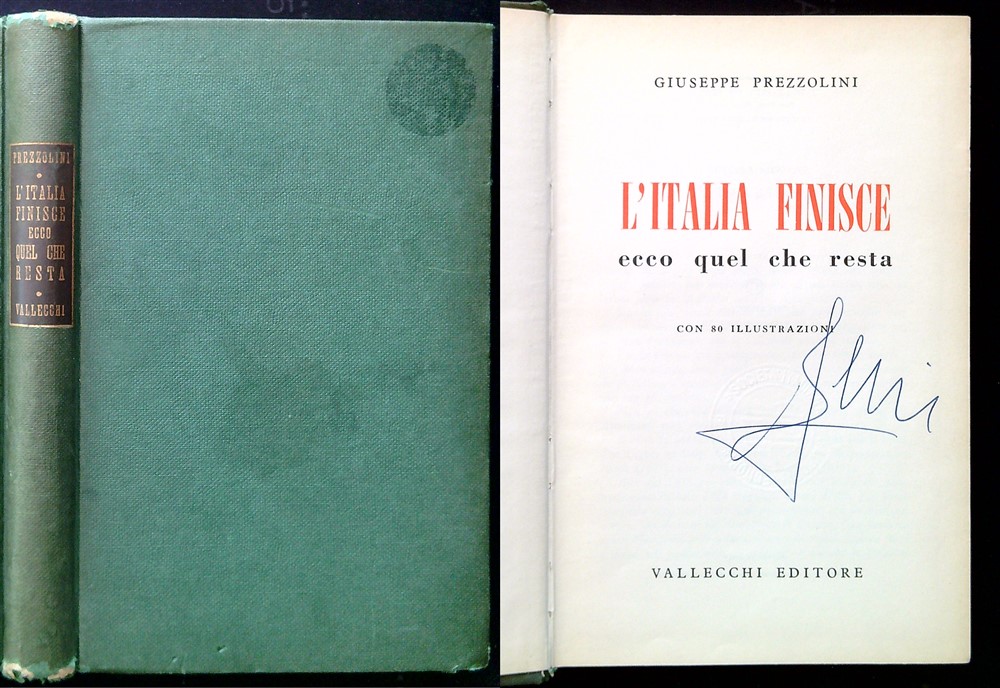 PREZZOLINI
L'ITALIA
FINISCE
ECCO
QUEL CHE
RESTA
VALLECCHI
GIUSEPPE PREZZOLINI
L'ITALIA FINISCE
ecco quel che resta
CON 80 ILLUSTRAZIONI
VALLECCHI EDITORE